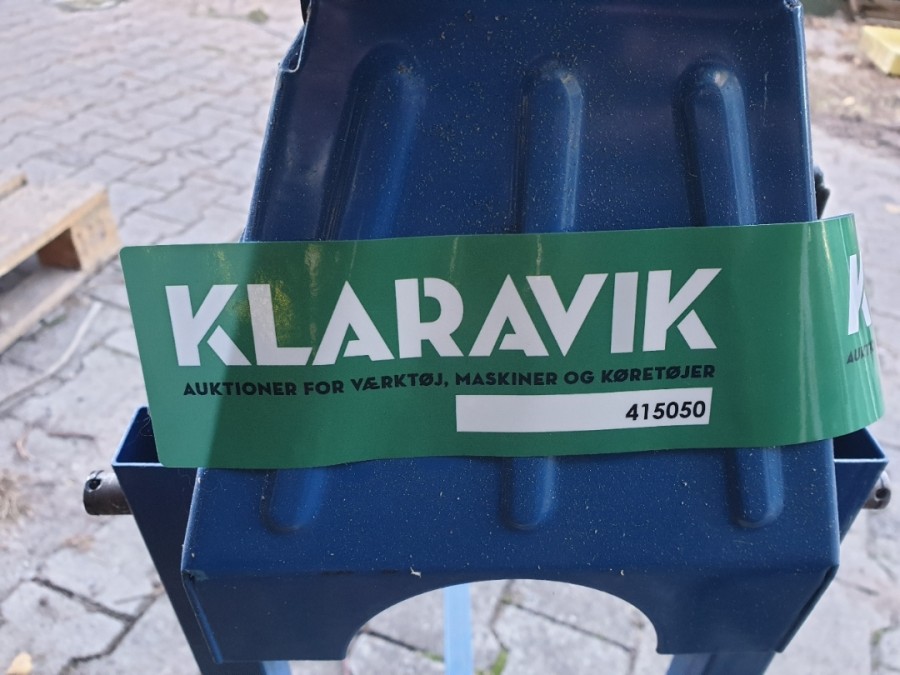 KLARAVIK
AUKTIONER FOR VÆRKTØJ, MASKINER OG KØRETØJER
415050